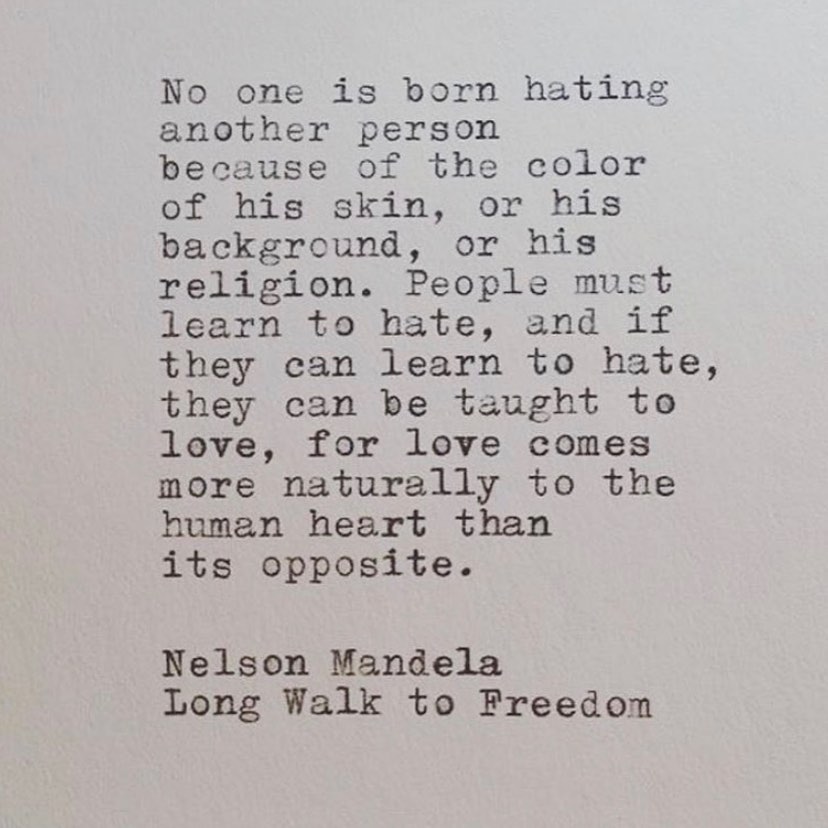 No one is born hating
another person
because of the color
of his skin, or his
background, or his
religion. People must
learn to hate, and if
they can learn to hate,
they can be taught to
love, for love comes
more naturally to the
human heart than
its opposite.
Nelson Mandela
Long Walk to Freedom